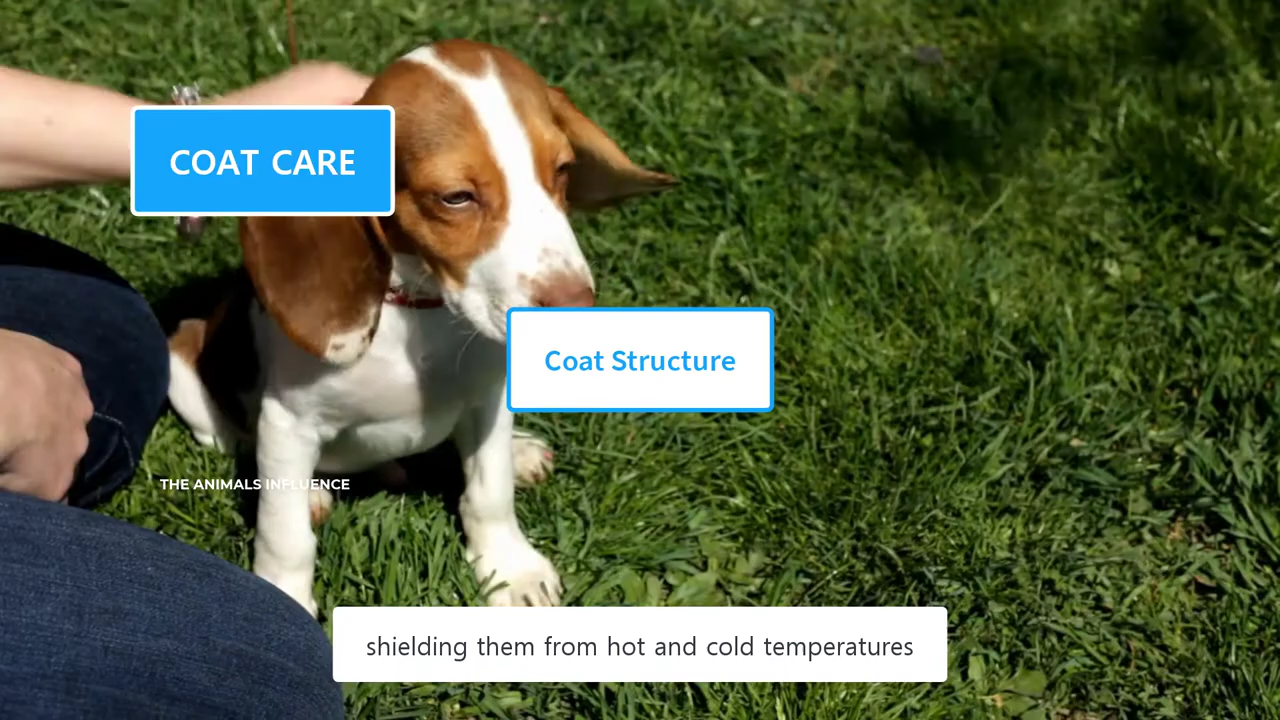 COAT CARE
Coat Structure
THE ANIMALS INFLUENCE
shielding them from hot and cold temperatures